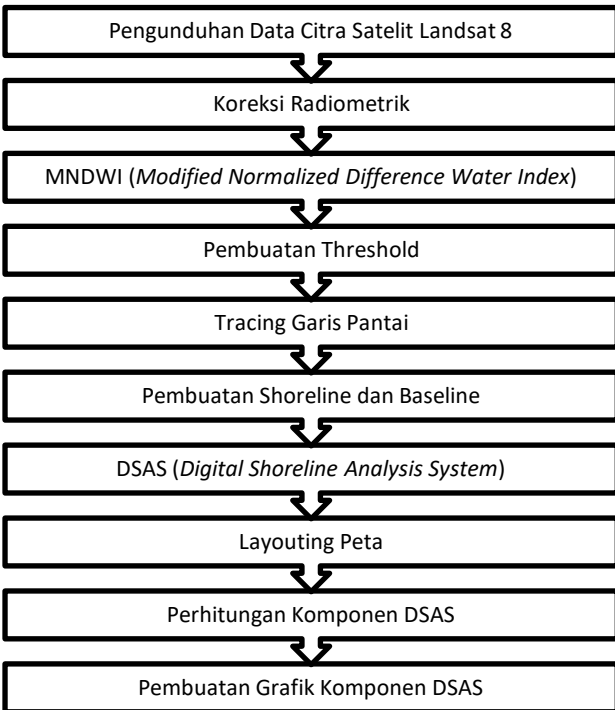 Pengunduhan Data Citra Satelit Landsat 8
Koreksi Radiometrik
MNDWI (Modified Normalized Difference Water Index)
Pembuatan Threshold
Tracing Garis Pantai
Pembuatan Shoreline dan Baseline
DSAS (Digital Shoreline Analysis System)
Layouting Peta
Perhitungan Komponen DSAS
Pembuatan Grafik Komponen DSAS